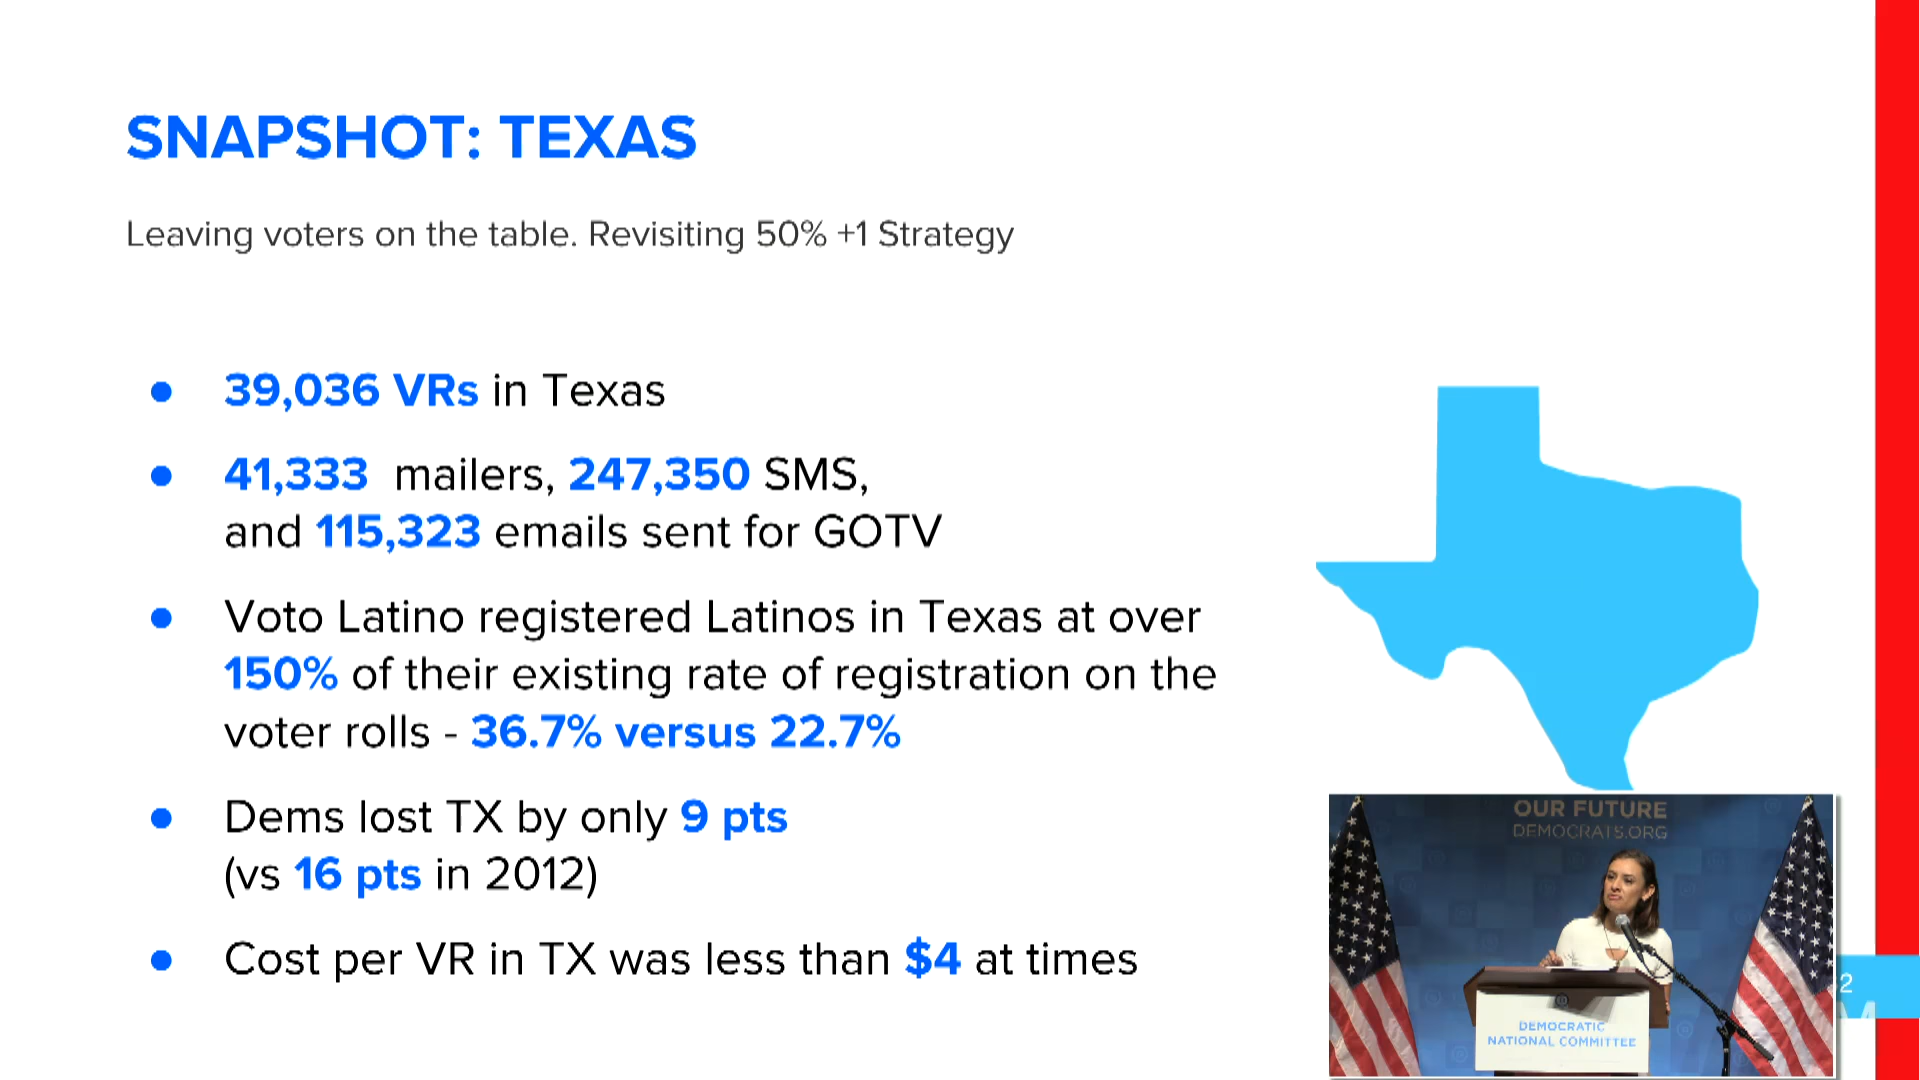 SNAPSHOT: TEXAS
Leaving voters on the table. Revisiting 50% +1 Strategy
39,036 VRs in Texas
41,333 mailers, 247,350 SMS,
and 115,323 emails sent for GOTV
Voto Latino registered Latinos in Texas at over
150% of their existing rate of registration on the
voter rolls - 36.7% versus 22.7%
Dems lost TX by only 9 pts
(vs 16 pts in 2012)
Cost per VR in TX was less than $4 at times
OUR FUTURE
DEMOCRATS.ORG
DEMOCRATIC
NATIONAL COMMITTEE
2